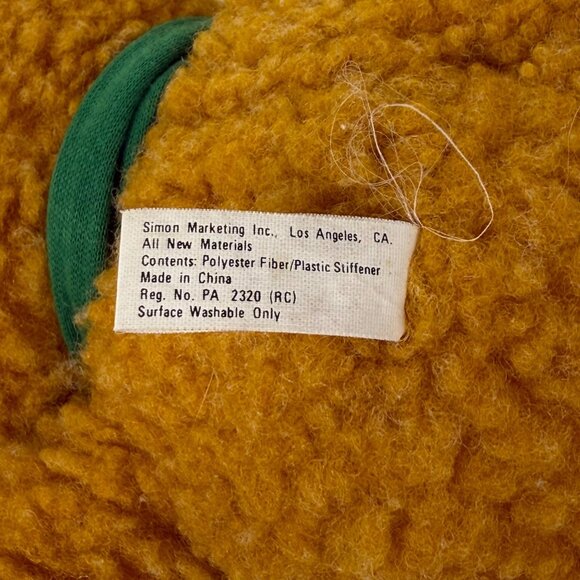 Simon Marketing Inc., Los Angeles, CA.
All New Materials
Contents: Polyester Fiber/Plastic Stiffener
Made in China
Reg. No. PA 2320 (RC)
Surface Washable Only